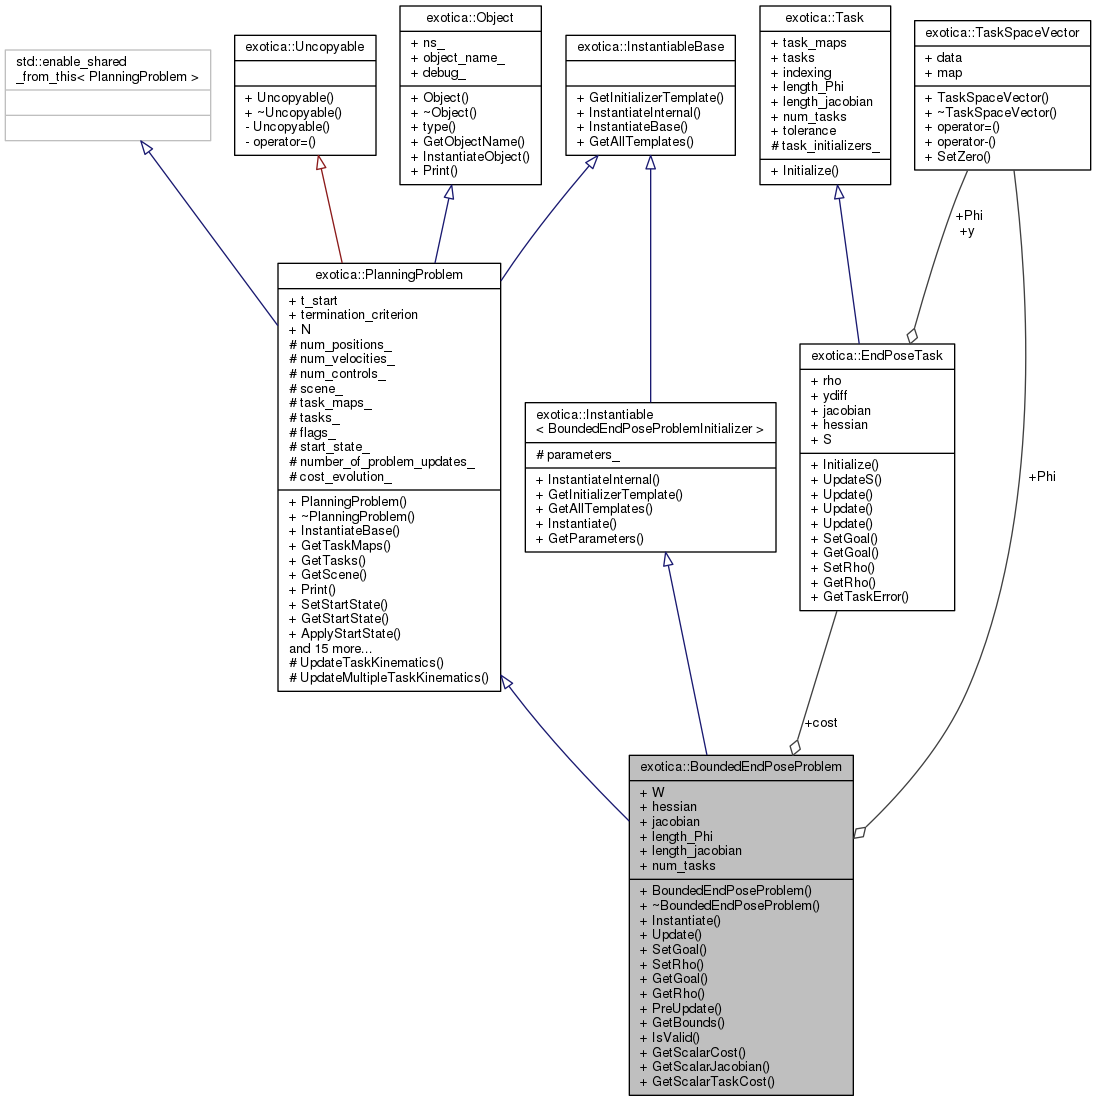 std::enable_shared
_from_this< PlanningProblem >
exotica::Uncopyable
+ Uncopyable()
+ ~Uncopyable()
- Uncopyable()
- operator=()
exotica::Object
+ ns_
+ object_name_
+ debug_
+ Object()
+ ~Object()
+ type()
+ GetObjectName()
+ InstantiateObject()
+ Print()
exotica::InstantiableBase
+ GetInitializerTemplate()
+ InstantiateInternal()
+ InstantiateBase()
+ GetAllTemplates()
exotica::Task
+ task_maps
+ tasks
+ indexing
+ length_Phi
+ length_jacobian
+ num_tasks
+ tolerance
# task_initializers_
+ Initialize()
exotica::TaskSpaceVector
+ data
+ map
+ TaskSpaceVector()
+ ~TaskSpaceVector()
+ operator=()
+ operator-()
+ SetZero()
+Phi
+y
exotica::PlanningProblem
+ t_start
+ termination_criterion
+ N
# num_positions_
# num_velocities_
# num_controls_
# scene_
# task_maps_
# tasks_
# flags_
# start_state_
# number_of_problem_updates_
# cost_evolution_
+ PlanningProblem()
+ ~PlanningProblem()
+ InstantiateBase()
+ GetTaskMaps()
+ GetTasks()
+ GetScene()
+ Print()
+ SetStartState()
+ GetStartState()
+ ApplyStartState()
and 15 more...
# UpdateTaskKinematics()
# UpdateMultipleTaskKinematics()
exotica::Instantiable
< BoundedEndPoseProblemInitializer >
# parameters_
+ InstantiateInternal()
+ GetInitializerTemplate()
+ GetAllTemplates()
+ Instantiate()
+ GetParameters()
exotica::EndPoseTask
+ rho
+ ydiff
+ jacobian
+ hessian
+ S
+ Initialize()
+ UpdateS()
+ Update()
+ Update()
+ Update()
+ SetGoal()
+ GetGoal()
+ SetRho()
+ GetRho()
+ GetTaskError()
+Phi
+cost
exotica::BoundedEndPoseProblem
+ W
+ hessian
+ jacobian
+ length_Phi
+ length_jacobian
+ num_tasks
+ BoundedEndPoseProblem()
+ ~BoundedEndPoseProblem()
+ Instantiate()
+ Update()
+ SetGoal()
+ SetRho()
+ GetGoal()
+ GetRho()
+ PreUpdate()
+ GetBounds()
+ IsValid()
+ GetScalarCost()
+ GetScalarJacobian()
+ GetScalarTaskCost()